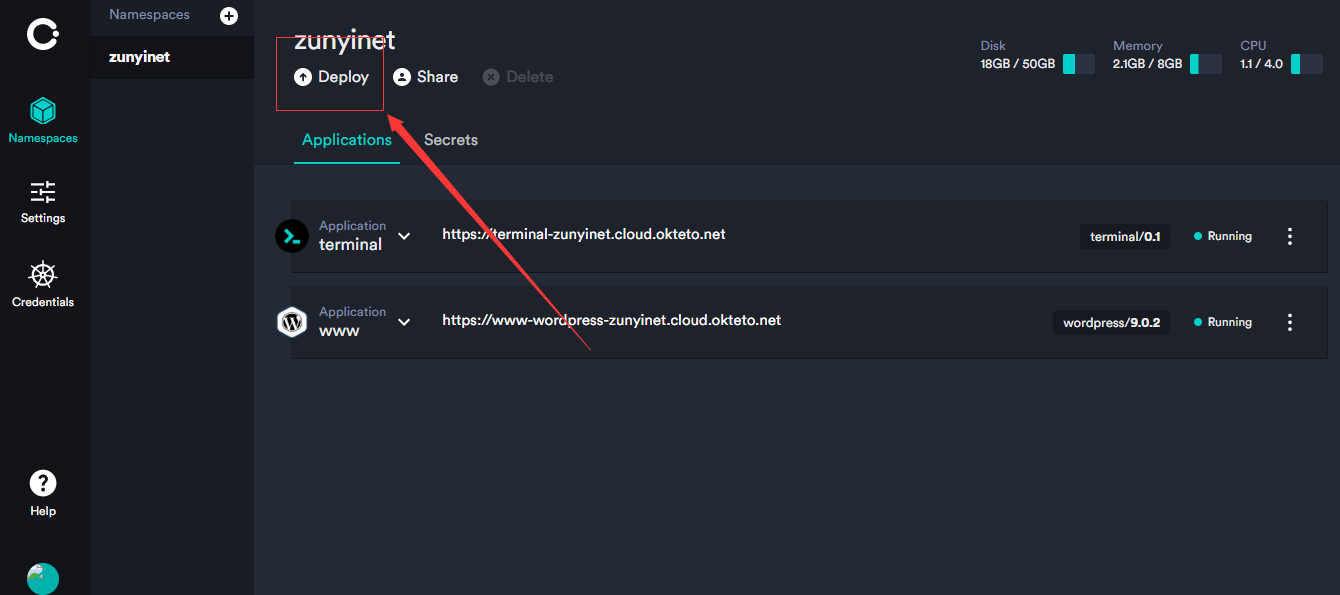 Namespaces
zunyinet
Namespaces
Settings
Credentials
Help
zunyinet
Deploy Share Delete
Disk
18GB / 50GB
Memory
2.1GB / 8GB
CPU
1.1 / 4.0
Applications Secrets
Application
terminal
https://terminal-zunyinet.cloud.okteto.net
terminal/0.1
Running
Application
www
https://www-wordpress-zunyinet.cloud.okteto.net
wordpress/9.0.2
Running